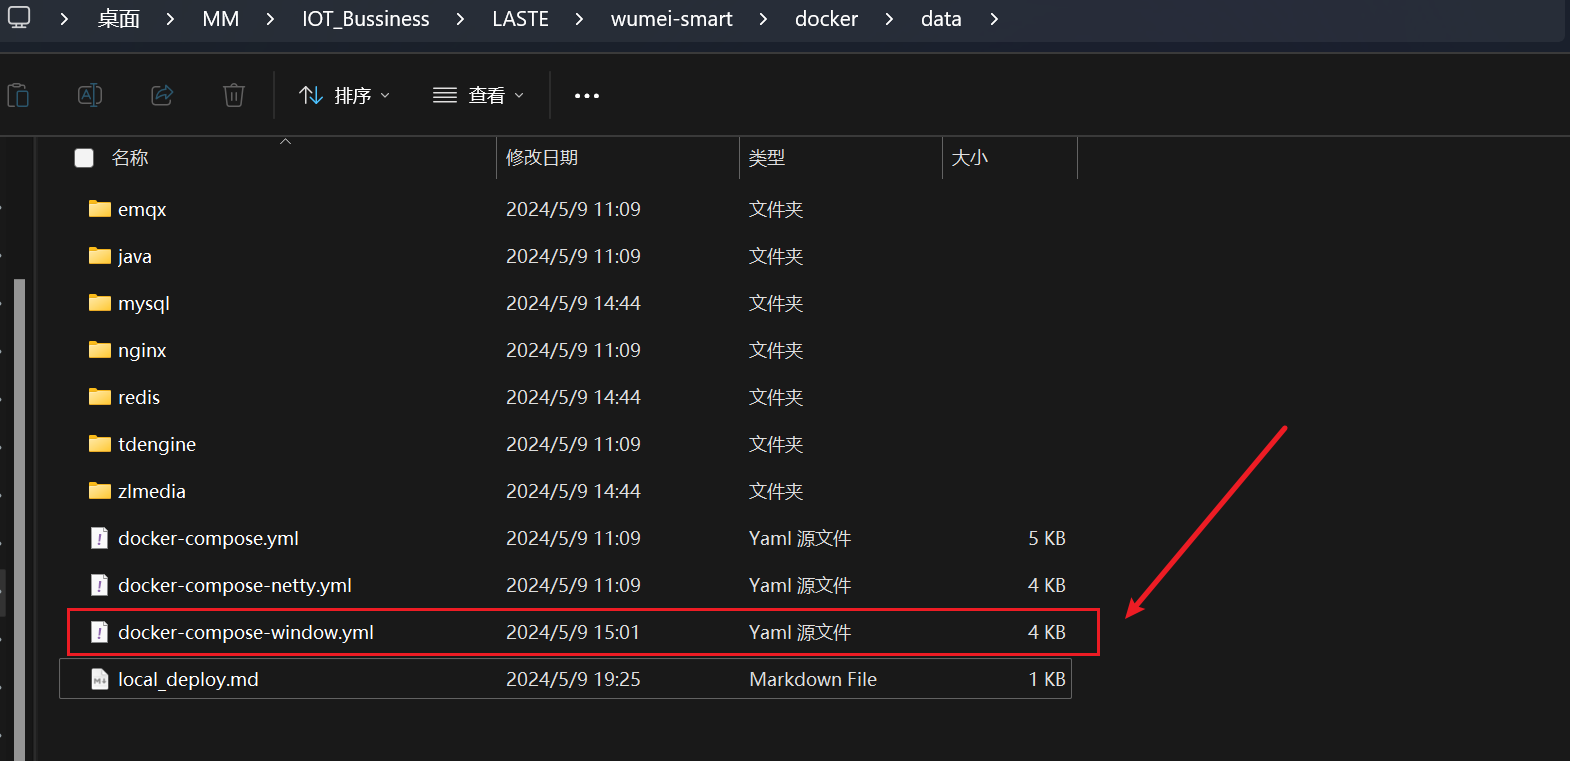 桌面 > MM > IOT_Bussiness > LASTE > wumei-smart > docker > data >
排序 查看 ...
名称 修改日期 类型 大小
emqx 2024/5/9 11:09 文件夹
java 2024/5/9 11:09 文件夹
mysql 2024/5/9 14:44 文件夹
nginx 2024/5/9 11:09 文件夹
redis 2024/5/9 14:44 文件夹
tdengine 2024/5/9 11:09 文件夹
zlmedia 2024/5/9 14:44 文件夹
docker-compose.yml 2024/5/9 11:09 Yaml 源文件 5 KB
docker-compose-netty.yml 2024/5/9 11:09 Yaml 源文件 4 KB
docker-compose-window.yml 2024/5/9 15:01 Yaml 源文件 4 KB
local_deploy.md 2024/5/9 19:25 Markdown File 1 KB